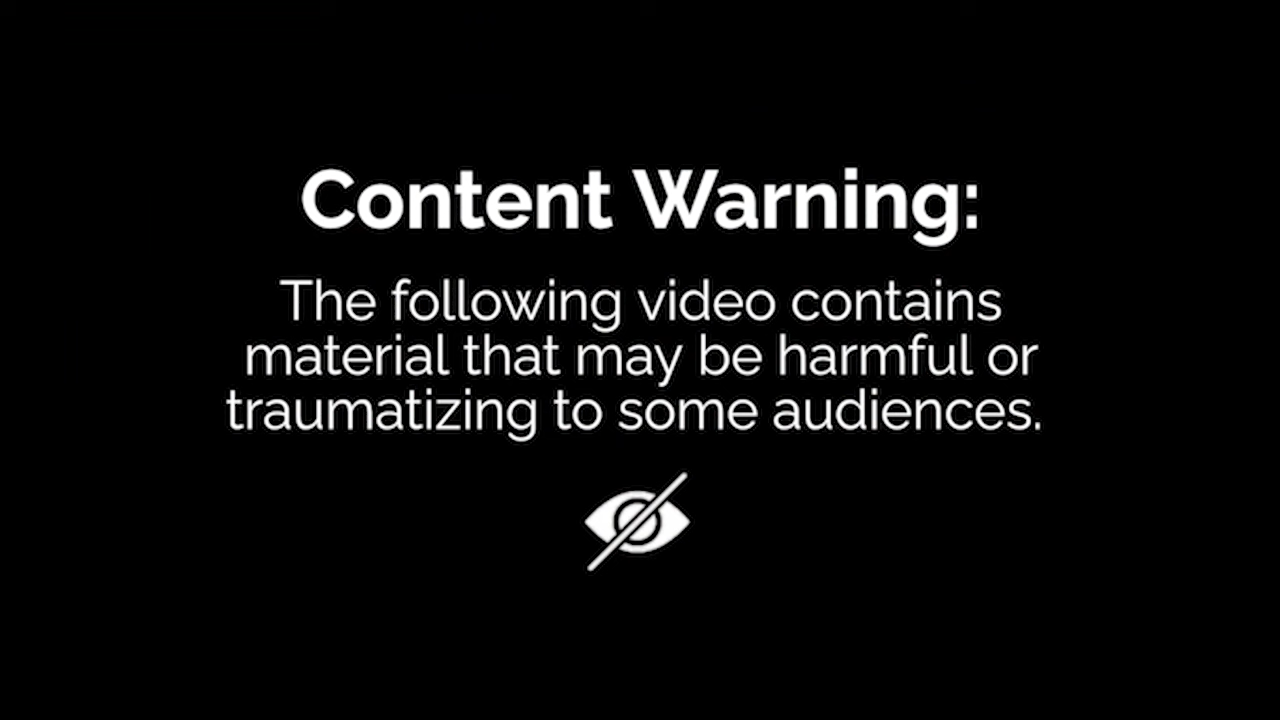 Content Warning:
The following video contains
material that may be harmful or
traumatizing to some audiences.